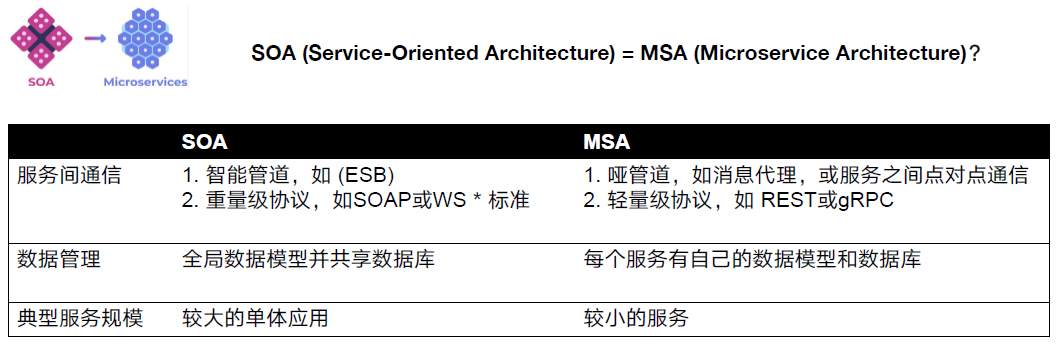 SOA
Microservices
SOA (Service-Oriented Architecture) = MSA (Microservice Architecture)？
SOA
MSA
服务间通信
1. 智能管道，如 (ESB)
2. 重量级协议，如SOAP或WS * 标准
1. 哑管道，如消息代理，或服务之间点对点通信
2. 轻量级协议，如 REST或gRPC
数据管理
全局数据模型并共享数据库
每个服务有自己的数据模型和数据库
典型服务规模
较大的单体应用
较小的服务